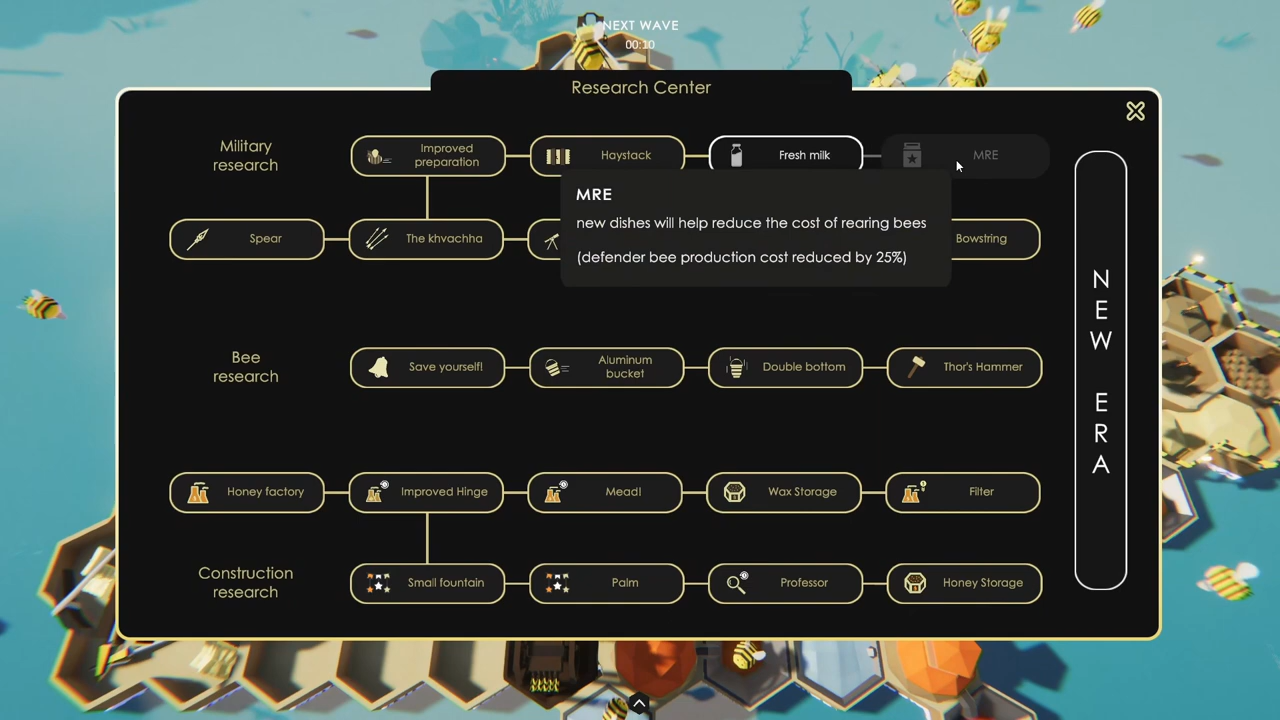 NEXT WAVE
00:10
Research Center
Military
research
Improved
preparation
Haystack
Fresh milk
MRE
MRE
new dishes will help reduce the cost of rearing bees
(defender bee production cost reduced by 25%)
Spear
The khvachha
Bowstring
Bee
research
Save yourself!
Aluminum
bucket
Double bottom
Thor's Hammer
Honey factory
Improved Hinge
Mead!
Wax Storage
Filter
Construction
research
Small fountain
Palm
Professor
Honey Storage
NEW ERA